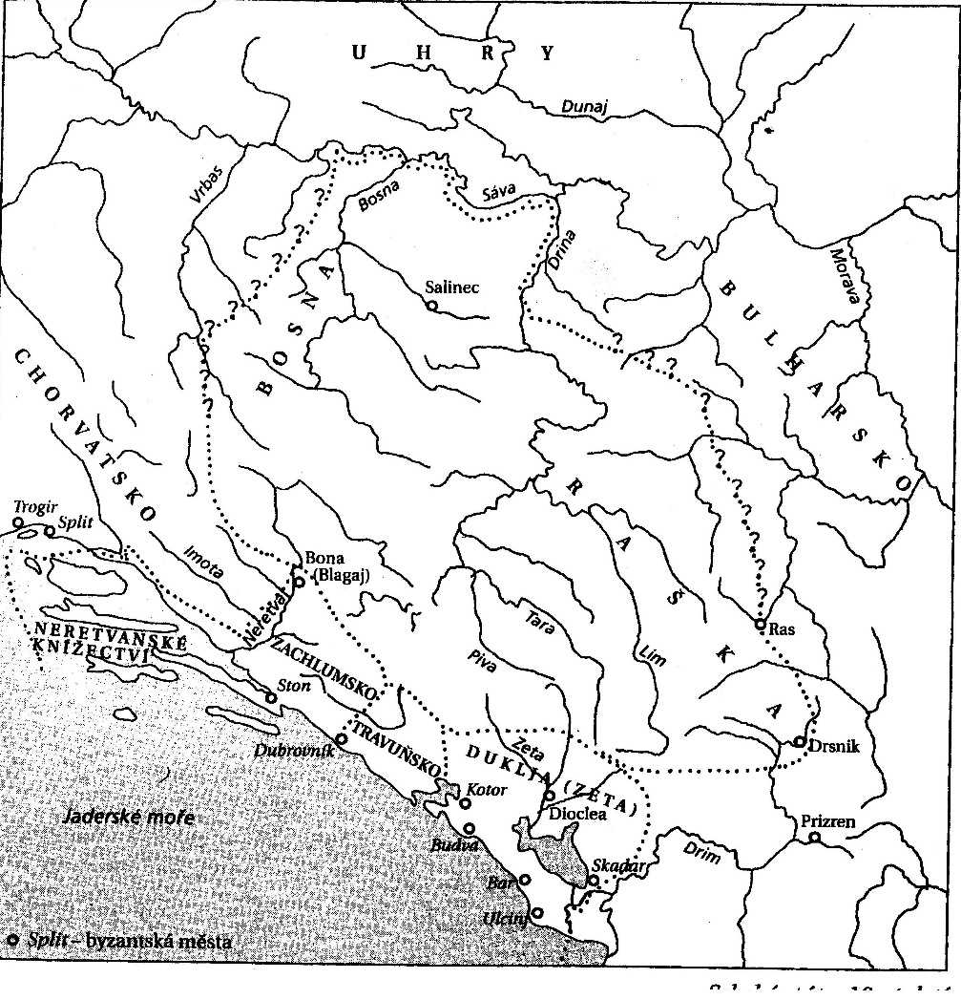 UHRY
Dunaj
Vrbas
Bosna
Sáva
Drina
Morava
Salinec
BOSNA
BULHARSKO
CHORVATSKO
Trogir
Split
Imota
Bona
(Blagaj)
Neretva
RAŠKA
NERETVANSKÉ
KNÍŽECTVÍ
ZACHLUMSKO
Ston
Tara
Piva
Lim
Ras
TRAVUŇSKO
Dubrovník
Zeta
DUKLJA (ZETA)
Drsnik
Kotor
Dioclea
Jaderské moře
Budva
Prizren
Drim
Skadar
Bar
Ulcinj
Split – byzantská města